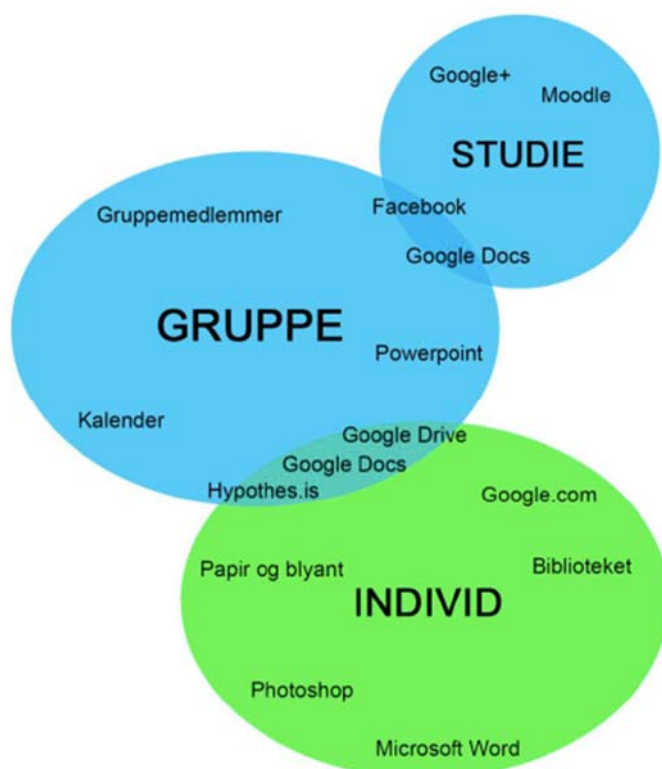 Google+
Moodle
STUDIE
Facebook
Google Docs
Gruppemedlemmer
GRUPPE
Powerpoint
Kalender
Google Drive
Google Docs
Hypothes.is
Google.com
Papir og blyant
Biblioteket
INDIVID
Photoshop
Microsoft Word